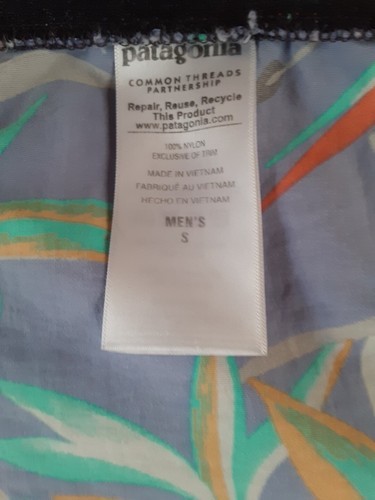 patagonia
COMMON THREADS
PARTNERSHIP
Repair, Reuse, Recycle
This Product
www.patagonia.com
100% NYLON
EXCLUSIVE OF TRIM
MADE IN VIETNAM
FABRIQUÉ AU VIETNAM
HECHO EN VIETNAM
MEN'S
S